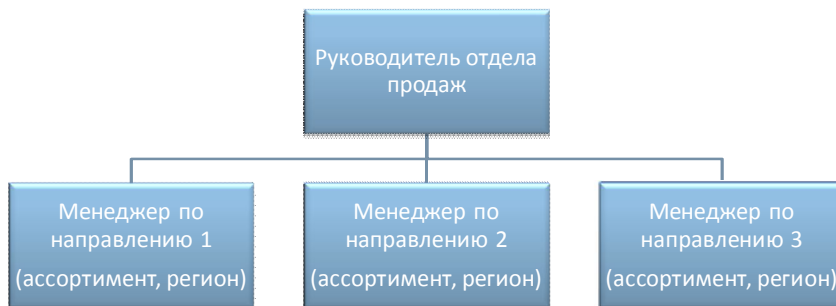 Руководитель отдела
продаж
Менеджер по
направлению 1
(ассортимент, регион)
Менеджер по
направлению 2
(ассортимент, регион)
Менеджер по
направлению 3
(ассортимент, регион)